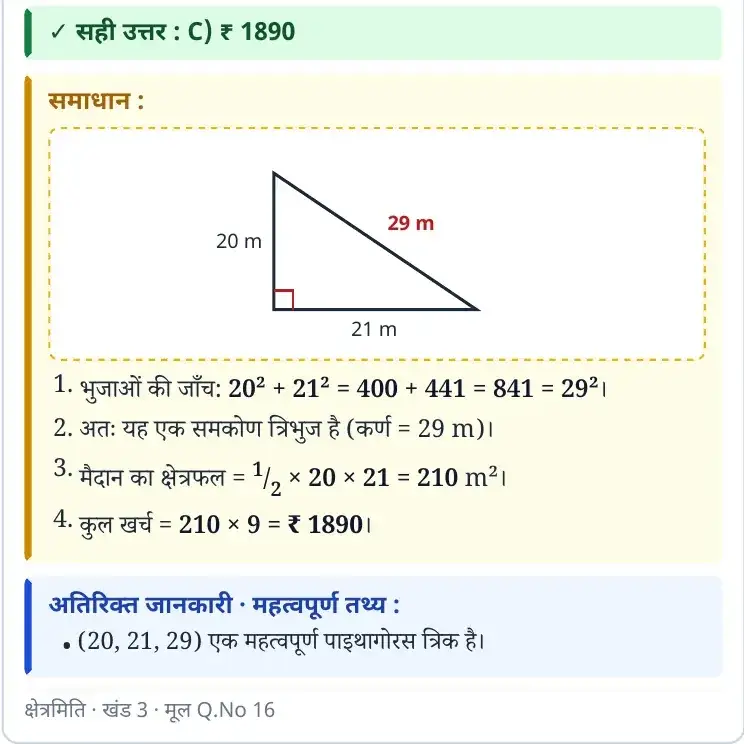 ✓ सही उत्तर : C) ₹ 1890
समाधान :
20 m
29 m
21 m
1. भुजाओं की जाँच: 20² + 21² = 400 + 441 = 841 = 29²।
2. अतः यह एक समकोण त्रिभुज है (कर्ण = 29 m)।
3. मैदान का क्षेत्रफल = 1/2 × 20 × 21 = 210 m²।
4. कुल खर्च = 210 × 9 = ₹ 1890।
अतिरिक्त जानकारी · महत्वपूर्ण तथ्य :
• (20, 21, 29) एक महत्वपूर्ण पाइथागोरस त्रिक है।
क्षेत्रमिति · खंड 3 · मूल Q.No 16